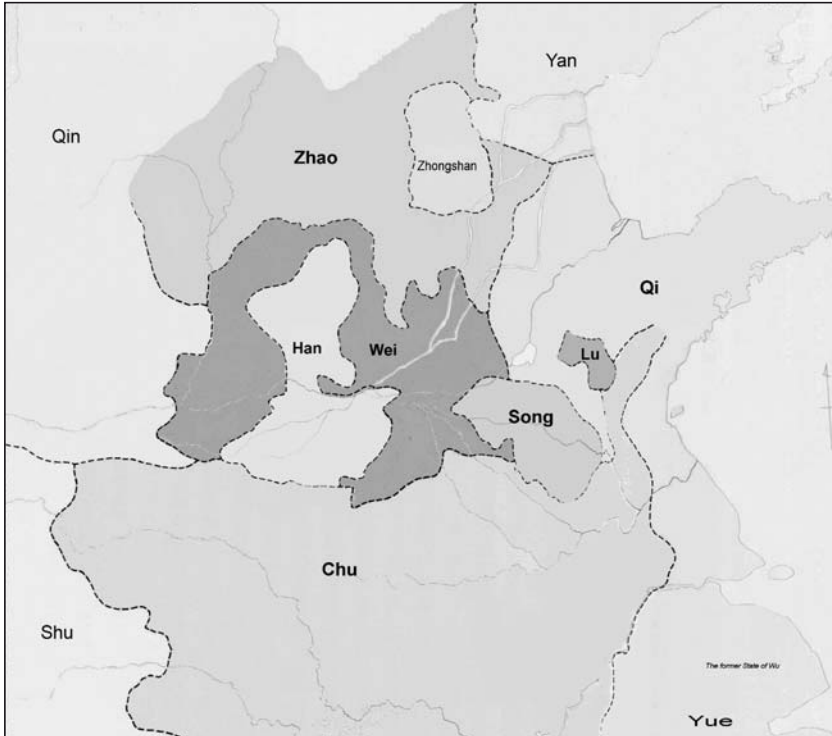 Yan
Qin
Zhao
Zhongshan
Qi
Han
Wei
Lu
Song
Chu
Shu
The former State of Wu
Yue